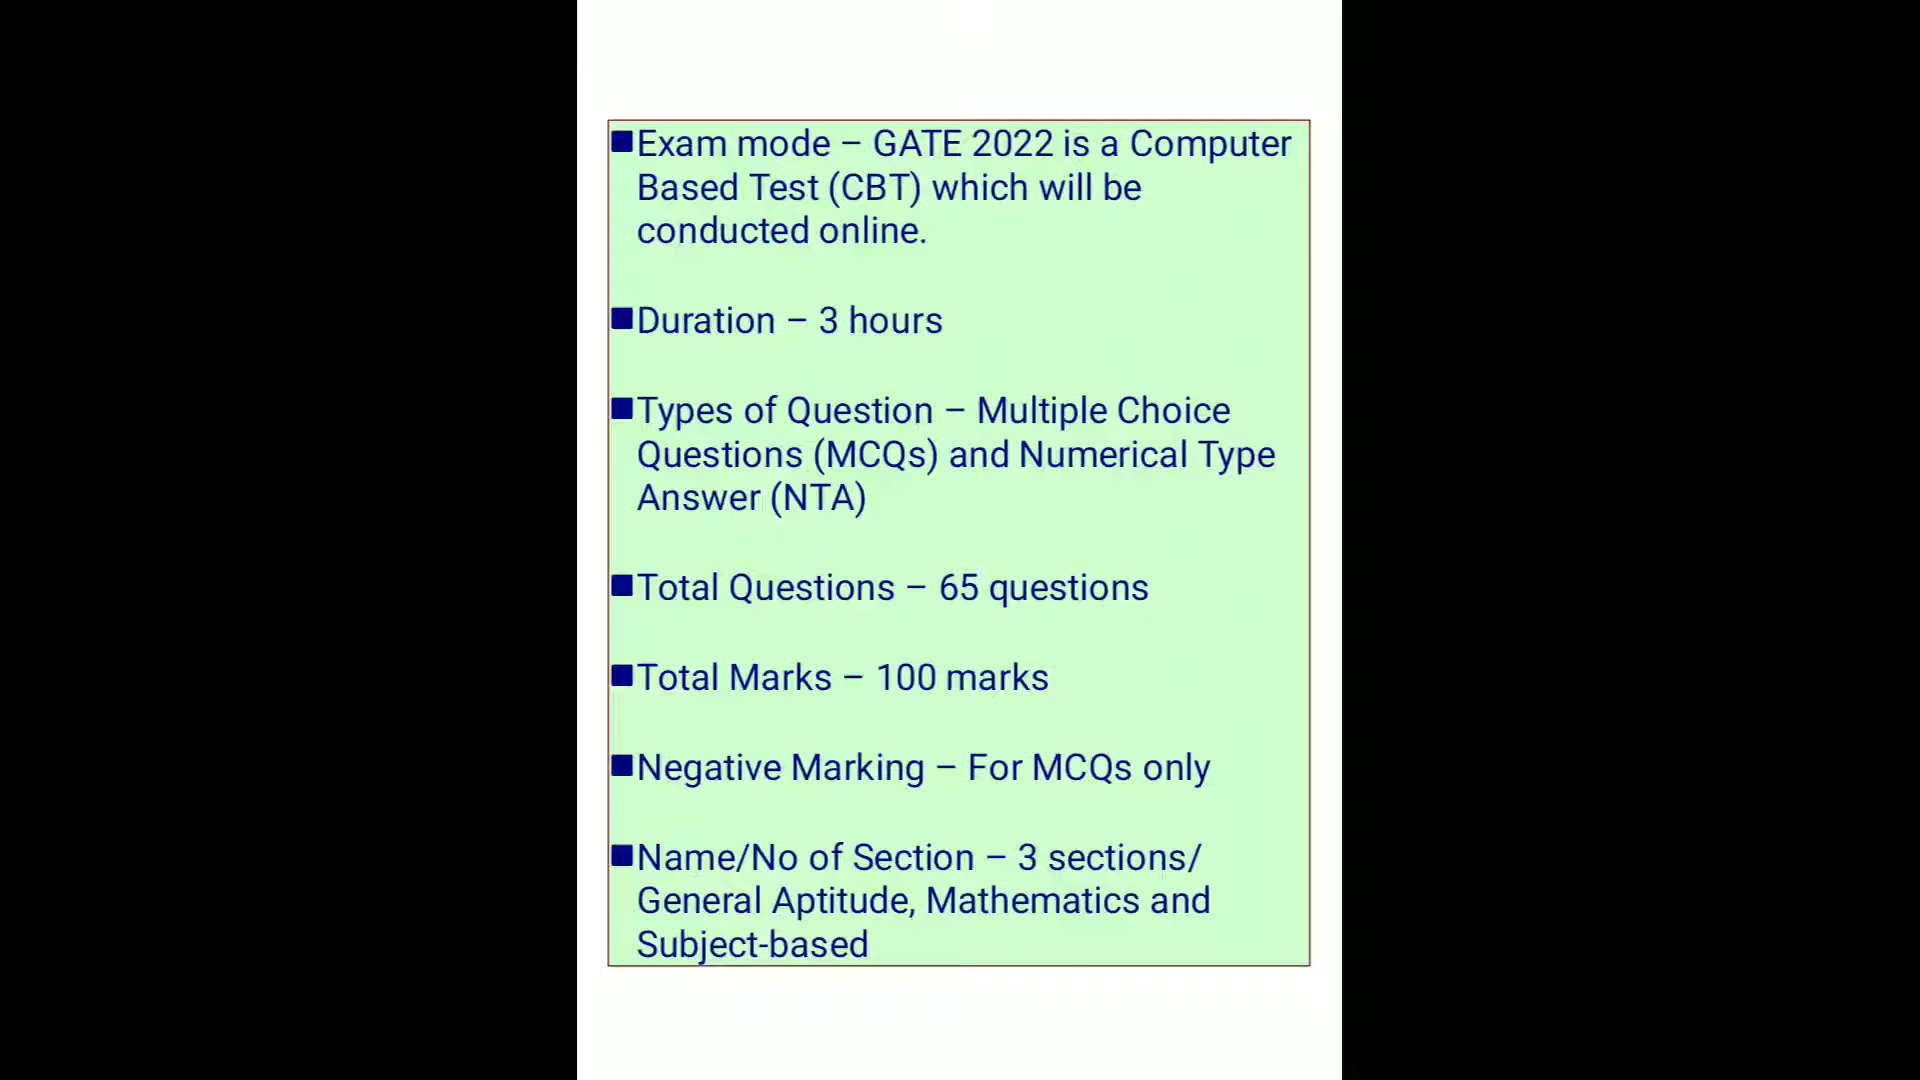 ■Exam mode – GATE 2022 is a Computer
Based Test (CBT) which will be
conducted online.
■Duration – 3 hours
■Types of Question – Multiple Choice
Questions (MCQs) and Numerical Type
Answer (NTA)
■Total Questions – 65 questions
■Total Marks – 100 marks
■Negative Marking – For MCQs only
■Name/No of Section – 3 sections/
General Aptitude, Mathematics and
Subject-based